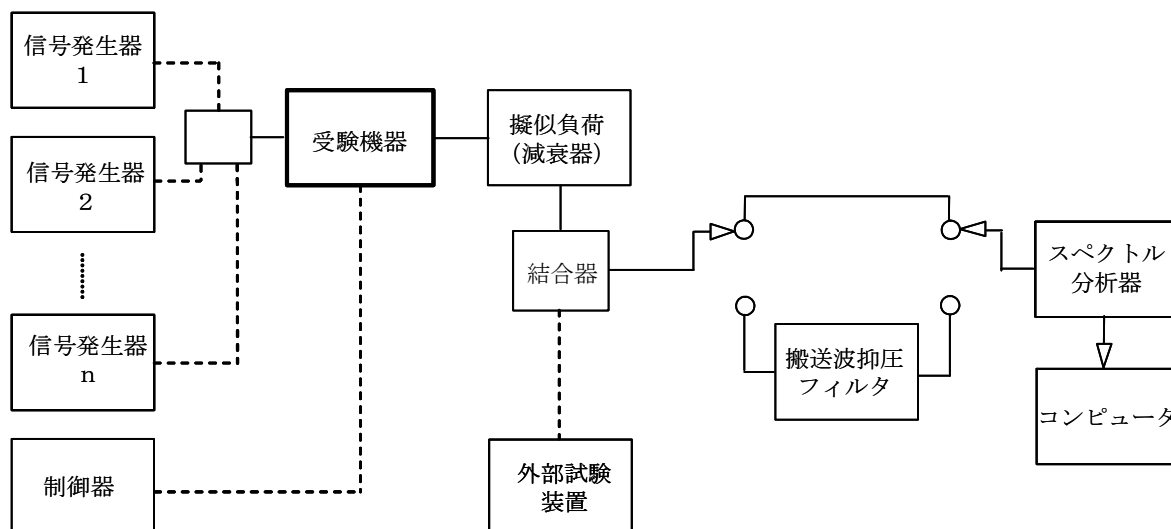 信号発生器
1
信号発生器
2
信号発生器
n
制御器
受験機器
擬似負荷
(減衰器)
結合器
外部試験
装置
搬送波抑圧
フィルタ
スペクトル
分析器
コンピュータ